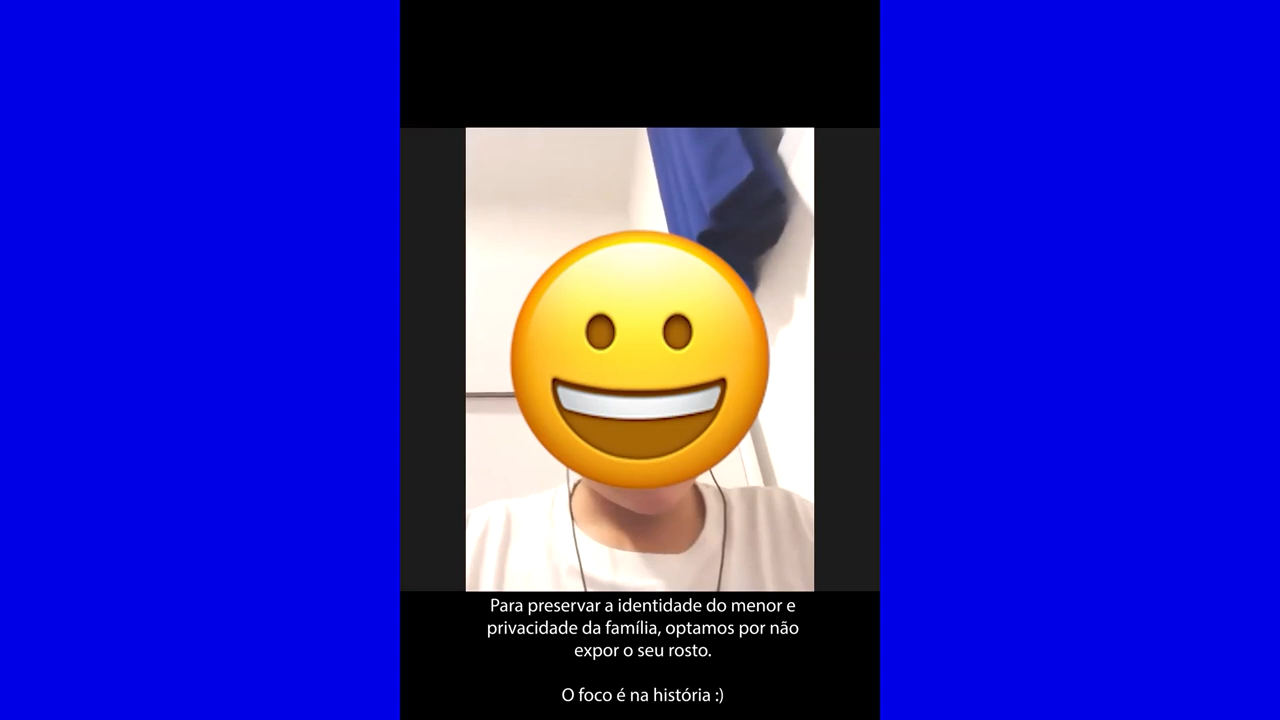 Para preservar a identidade do menor e
privacidade da família, optamos por não
expor o seu rosto.
O foco é na história :)